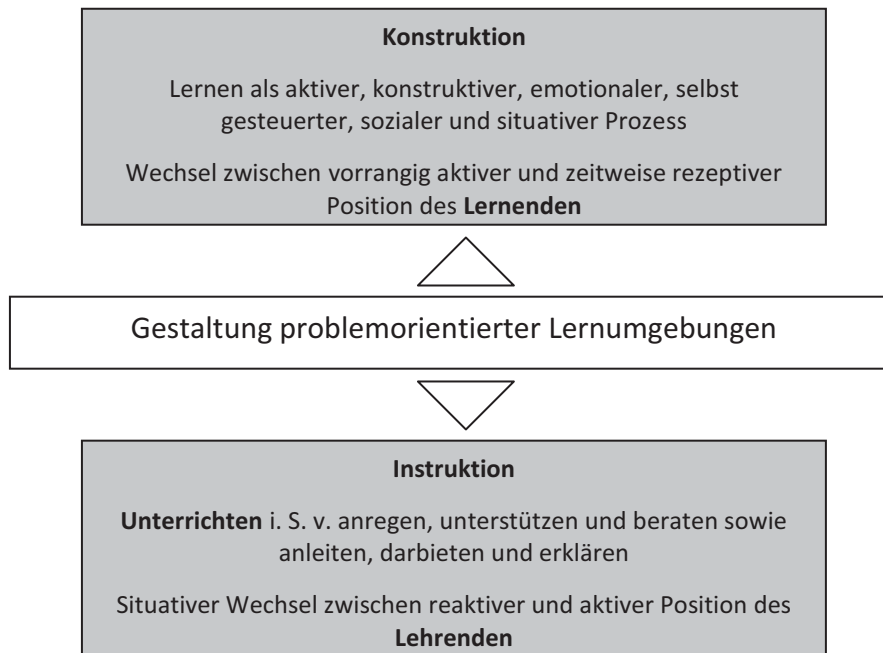 Konstruktion
Lernen als aktiver, konstruktiver, emotionaler, selbst
gesteuerter, sozialer und situativer Prozess
Wechsel zwischen vorrangig aktiver und zeitweise rezeptiver
Position des Lernenden
Gestaltung problemorientierter Lernumgebungen
Instruktion
Unterrichten i. S. v. anregen, unterstützen und beraten sowie
anleiten, darbieten und erklären
Situativer Wechsel zwischen reaktiver und aktiver Position des
Lehrenden